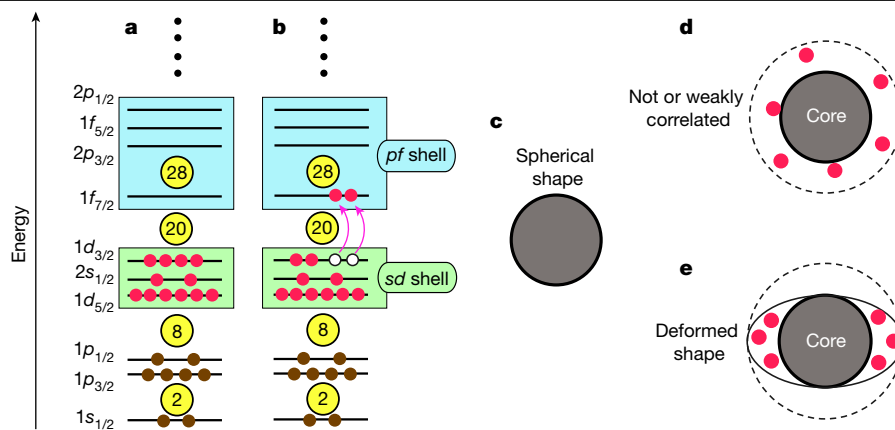 a
b
2p1/2
1f5/2
2p3/2
28
28
pf shell
1f7/2
20
20
1d3/2
2s1/2
sd shell
1d5/2
8
8
1p1/2
1p3/2
2
2
1s1/2
Energy
c
Spherical
shape
d
Not or weakly
correlated
Core
e
Deformed
shape
Core